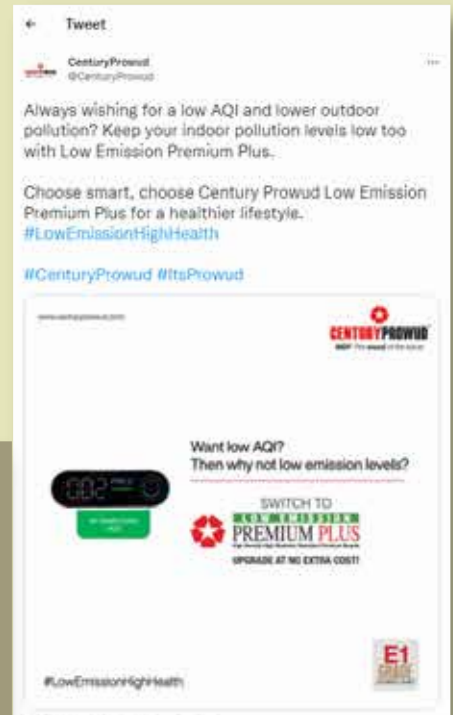 Tweet
CenturyProwud
@CenturyProwud
Always wishing for a low AQI and lower outdoor
pollution? Keep your indoor pollution levels low too
with Low Emission Premium Plus.
Choose smart, choose Century Prowud Low Emission
Premium Plus for a healthier lifestyle.
#LowEmissionHighHealth
#CenturyProwud #ItsProwud
CENTURYPROWUD
Want low AQI?
Then why not low emission levels?
SWITCH TO
LOW EMISSION
PREMIUM PLUS
UPGRADE AT NO EXTRA COST!
E1
GRADE
#LowEmissionHighHealth